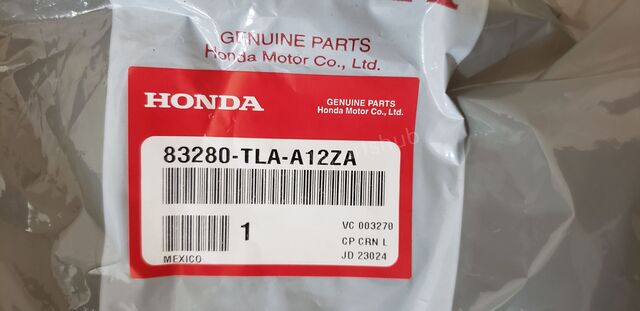 GENUINE PARTS
Honda Motor Co., Ltd.
HONDA
GENUINE PARTS
Honda Motor Co., Ltd.
83280-TLA-A12ZA
1
VC 003270
CP CRN L
JD 23024
MEXICO